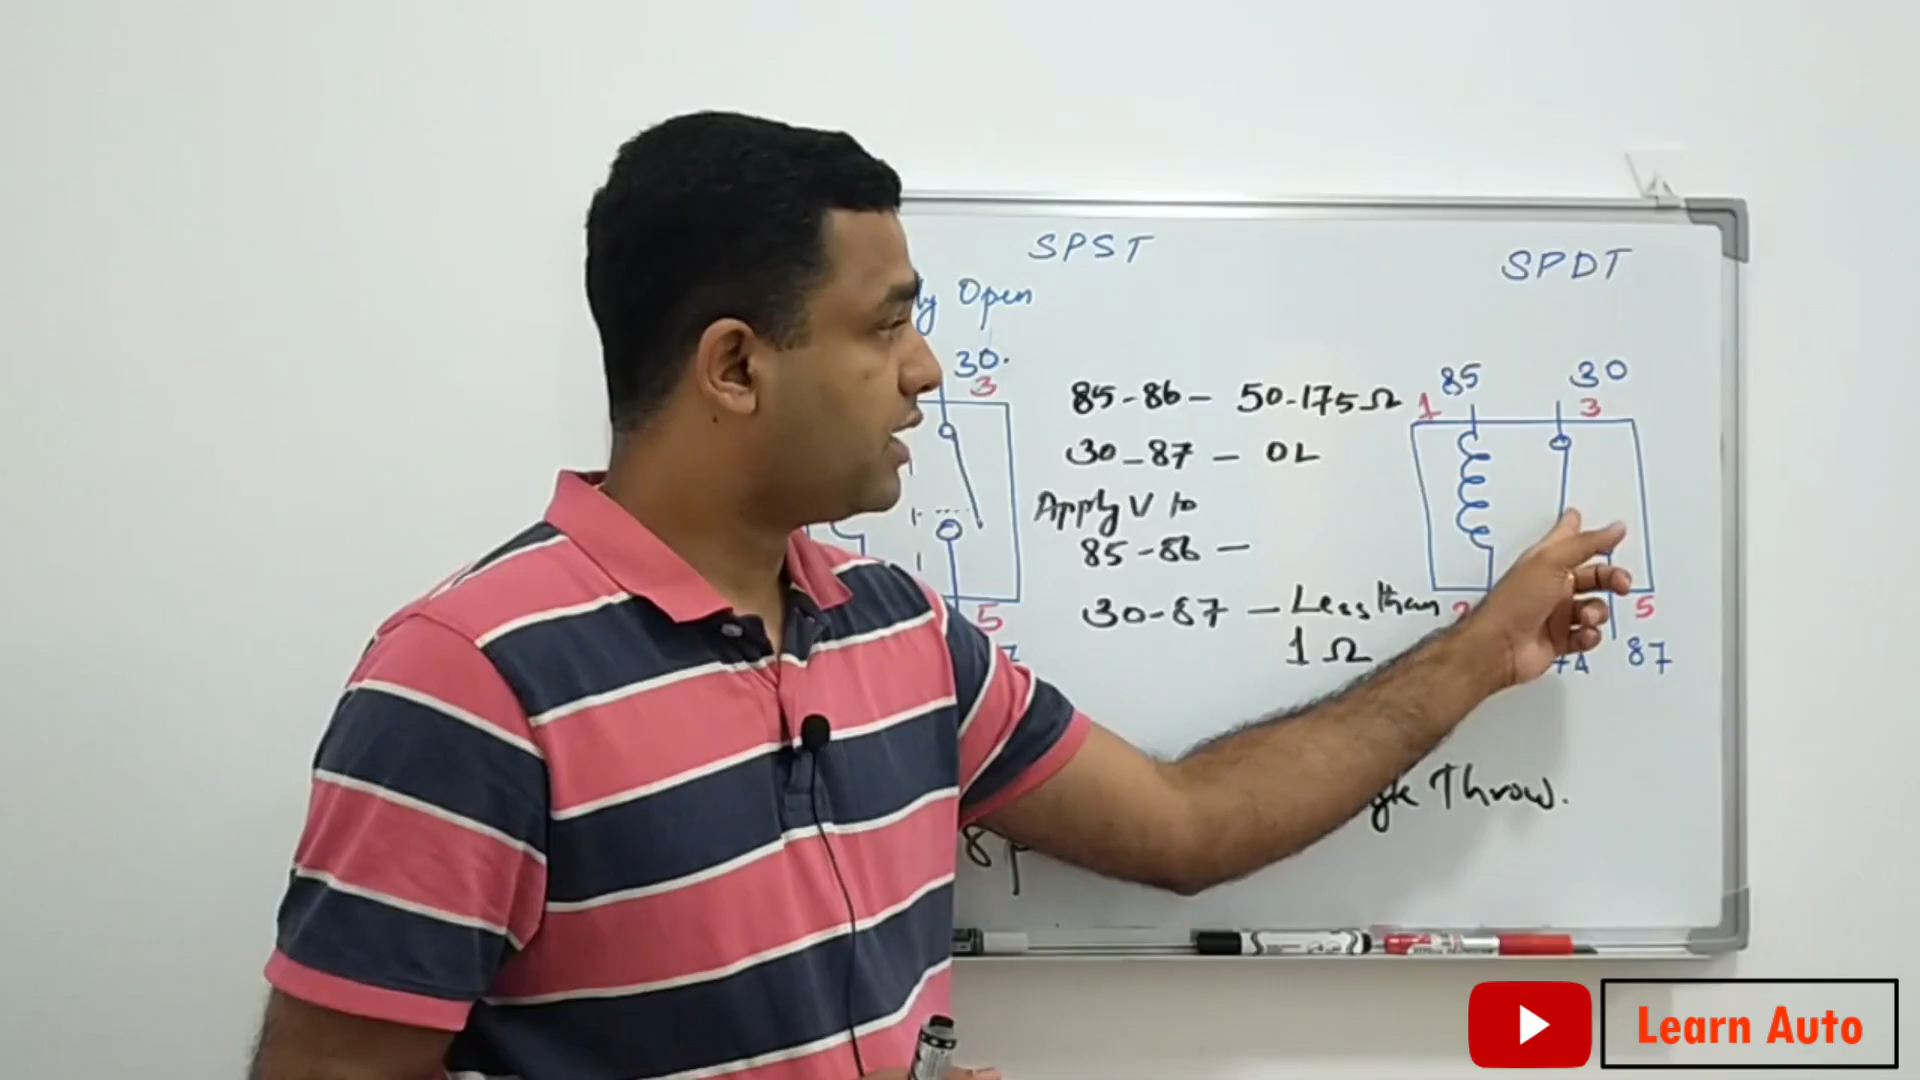 SPST
SPDT
Open
30.
3
85-86 - 50-175Ω
30-87 - OL
Apply V to
85-86 -
30-87 - Less than
1 Ω
5
85
1
30
3
5
87
Throw.
Learn Auto